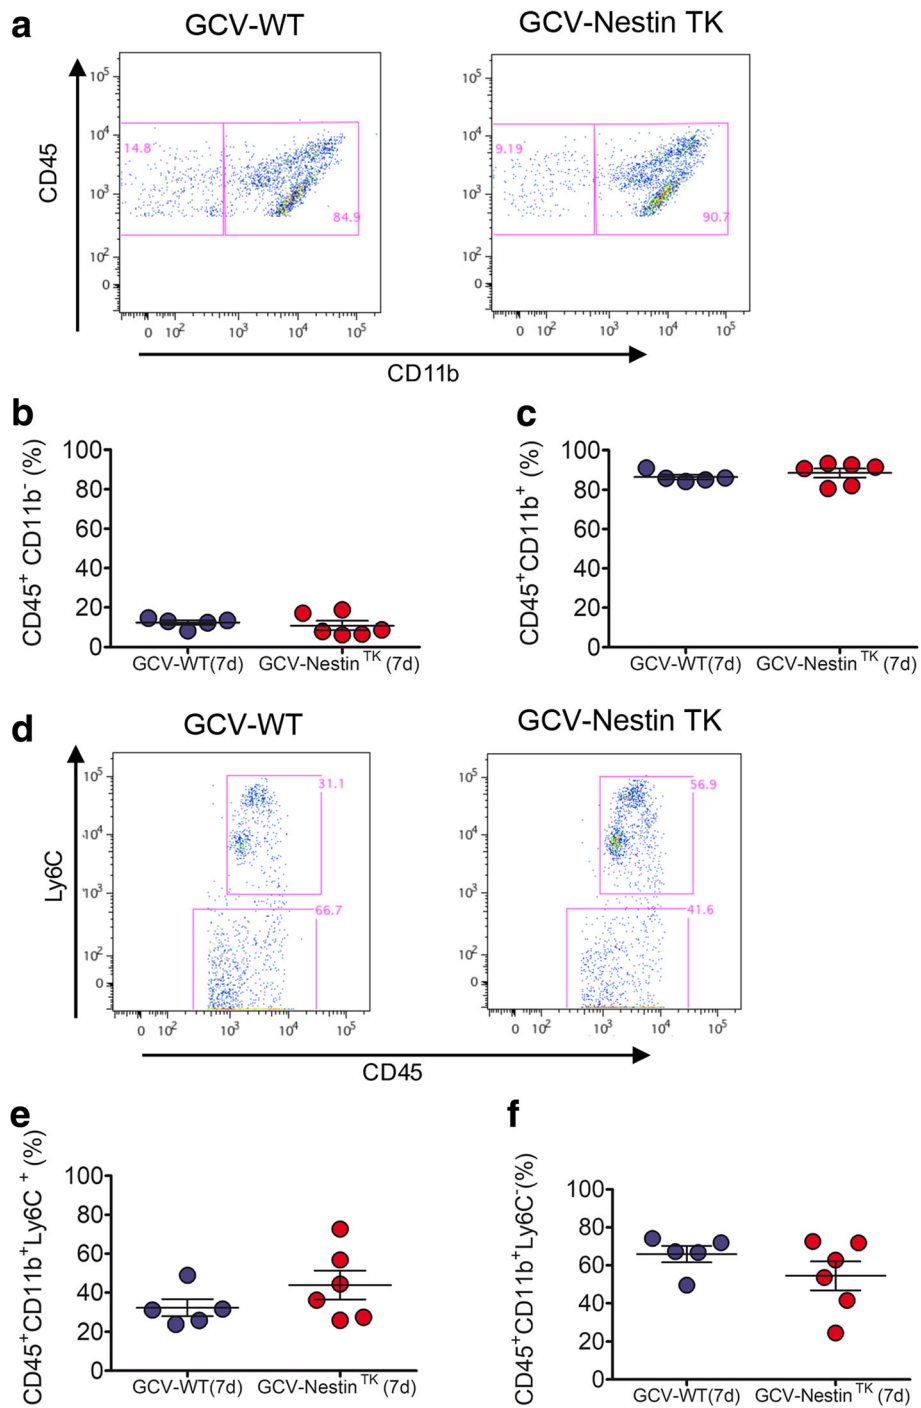 a
GCV-WT
GCV-Nestin TK
CD45
10⁵
10⁴
10³
10²
0
14.8
84.9
0 10² 10³ 10⁴ 10⁵
10⁵
10⁴
10³
10²
0
9.19
90.7
0 10² 10³ 10⁴ 10⁵
CD11b
b
CD45⁺ CD11b⁻ (%)
100
80
60
40
20
0
GCV-WT(7d) GCV-Nestin ᵀᴷ (7d)
c
CD45⁺CD11b⁺ (%)
100
80
60
40
20
0
GCV-WT(7d) GCV-Nestin ᵀᴷ (7d)
d
GCV-WT
GCV-Nestin TK
Ly6C
10⁵
10⁴
10³
10²
0
31.1
66.7
0 10² 10³ 10⁴ 10⁵
10⁵
10⁴
10³
10²
0
56.9
41.6
0 10² 10³ 10⁴ 10⁵
CD45
e
CD45⁺CD11b⁺Ly6C ⁺ (%)
100
80
60
40
20
0
GCV-WT(7d) GCV-Nestin ᵀᴷ (7d)
f
CD45⁺CD11b⁺Ly6C⁻(%)
100
80
60
40
20
0
GCV-WT(7d) GCV-Nestin ᵀᴷ (7d)